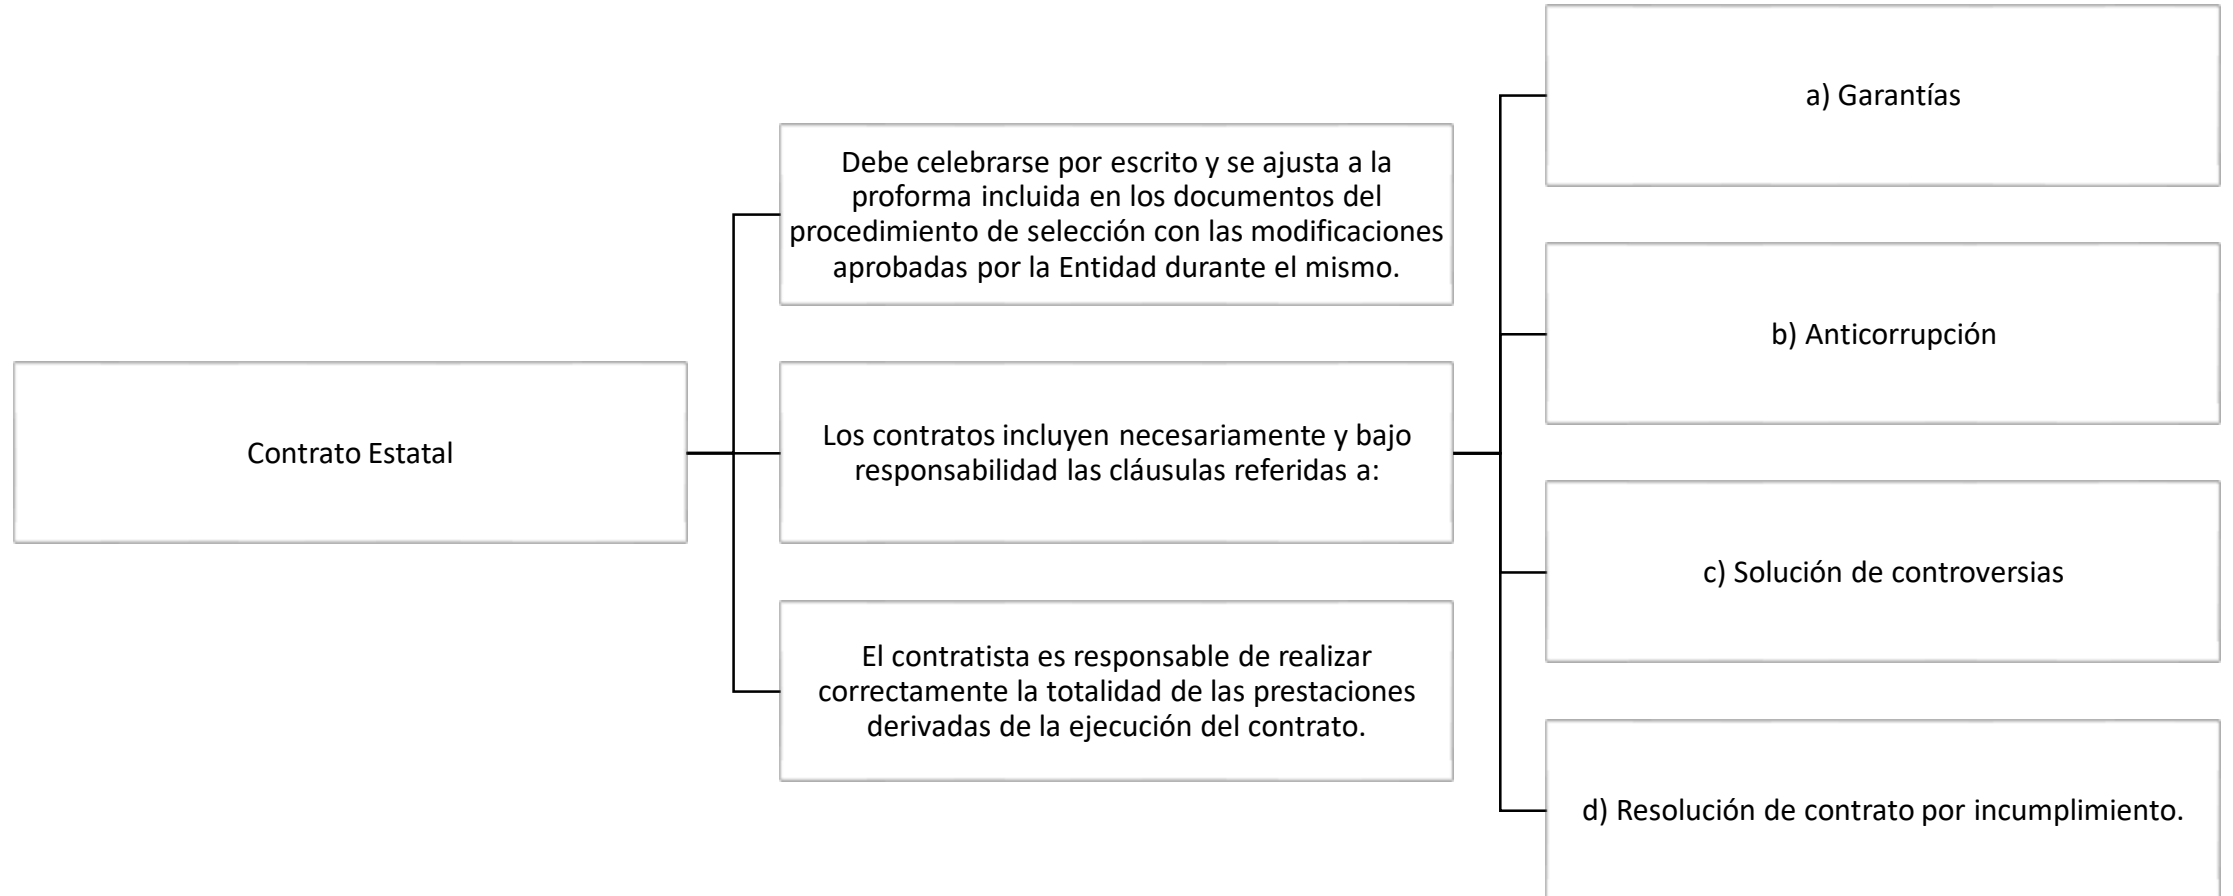 Contrato Estatal
Debe celebrarse por escrito y se ajusta a la
proforma incluida en los documentos del
procedimiento de selección con las modificaciones
aprobadas por la Entidad durante el mismo.
Los contratos incluyen necesariamente y bajo
responsabilidad las cláusulas referidas a:
a) Garantías
b) Anticorrupción
c) Solución de controversias
d) Resolución de contrato por incumplimiento.
El contratista es responsable de realizar
correctamente la totalidad de las prestaciones
derivadas de la ejecución del contrato.